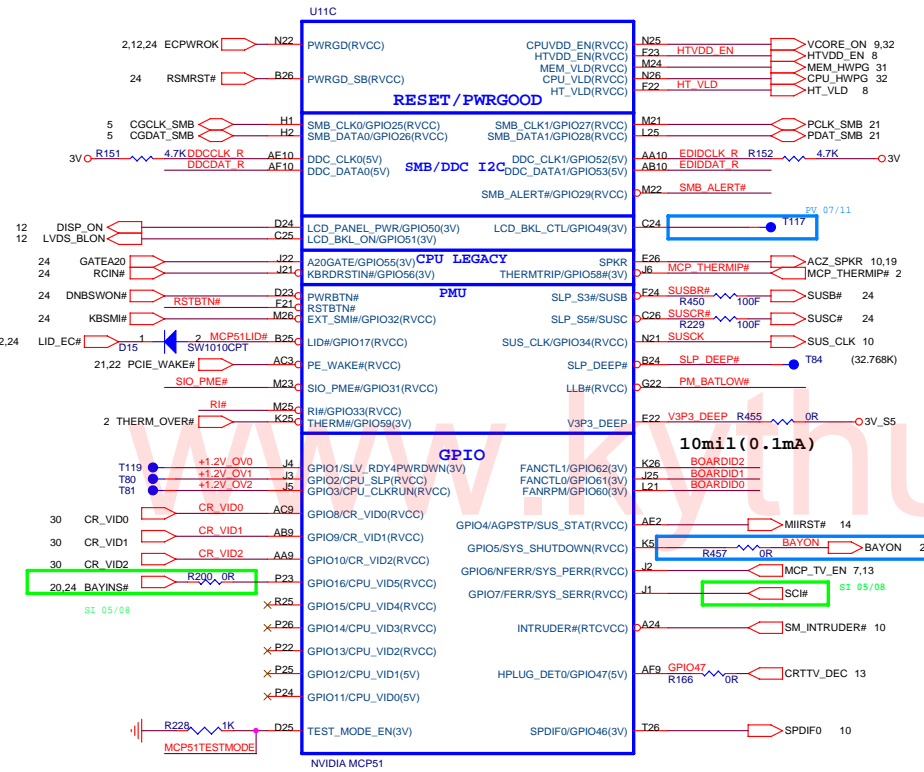 U11C
2,12,24 ECPWROK N22 PWRGD(RVCC) CPUVDD_EN(RVCC) N25 VCORE_ON 9,32
HTVDD_EN(RVCC) F23 HTVDD_EN HTVDD_EN 8
MEM_VLD(RVCC) M24 MEM_HWPG 31
24 RSMRST# B26 PWRGD_SB(RVCC) CPU_VLD(RVCC) N26 CPU_HWPG 32
HT_VLD(RVCC) F22 HT_VLD HT_VLD 8
RESET/PWRGOOD
5 CGCLK_SMB H1 SMB_CLK0/GPIO25(RVCC) SMB_CLK1/GPIO27(RVCC) M21 PCLK_SMB 21
5 CGDAT_SMB H2 SMB_DATA0/GPIO26(RVCC) SMB_DATA1/GPIO28(RVCC) L25 PDAT_SMB 21
3V R151 4.7K DDCCLK_R AE10 DDC_CLK0(5V) DDC_CLK1/GPIO52(5V) AA10 EDIDCLK_R R152 4.7K 3V
DDCDAT_R AF10 DDC_DATA0(5V) SMB/DDC I2C DDC_DATA1/GPIO53(5V) AB10 EDIDDAT_R
SMB_ALERT#/GPIO29(RVCC) M22 SMB_ALERT#
PV 07/11
12 DISP_ON D24 LCD_PANEL_PWR/GPIO50(3V) LCD_BKL_CTL/GPIO49(3V) C24 T117
12 LVDS_BLON C25 LCD_BKL_ON/GPIO51(3V)
CPU LEGACY
24 GATEA20 J22 A20GATE/GPIO55(3V) SPKR E26 ACZ_SPKR 10,19
24 RCIN# J21 KBRDRSTIN#/GPIO56(3V) THERMTRIP/GPIO58#(3V) J6 MCP_THERMIP# MCP_THERMIP# 2
PMU
24 DNBSWON# D23 PWRBTN# SLP_S3#/SUSB F24 SUSBR# R450 100F SUSB# 24
RSTBTN# F21 RSTBTN#
24 KBSMI# M26 EXT_SMI#/GPIO32(RVCC) SLP_S5#/SUSC C26 SUSCR# R229 100F SUSC# 24
2,24 LID_EC# 1 D15 2 SW1010CPT MCP51LID# B25 LID#/GPIO17(RVCC) SUS_CLK/GPIO34(RVCC) N21 SUSCK SUS_CLK 10
21,22 PCIE_WAKE# AC3 PE_WAKE#(RVCC) SLP_DEEP# B24 SLP_DEEP# T84 (32.768K)
SIO_PME# M23 SIO_PME#/GPIO31(RVCC) LLB#(RVCC) G22 PM_BATLOW#
RI# M25 RI#/GPIO33(RVCC)
2 THERM_OVER# K25 THERM#/GPIO59(3V) V3P3_DEEP E22 V3P3_DEEP R455 0R 3V_S5
10mil(0.1mA)
GPIO
T119 +1.2V_OV0 J4 GPIO1/SLV_RDY4PWRDWN(3V) FANCTL1/GPIO62(3V) K26 BOARDID2
T80 +1.2V_OV1 J3 GPIO2/CPU_SLP(RVCC) FANCTL0/GPIO61(3V) J25 BOARDID1
T81 +1.2V_OV2 J5 GPIO3/CPU_CLKRUN(RVCC) FANRPM/GPIO60(3V) L21 BOARDID0
30 CR_VID0 CR_VID0 AC9 GPIO8/CR_VID0(RVCC)
GPIO4/AGPSTP/SUS_STAT(RVCC) AE2 MIIRST# 14
30 CR_VID1 CR_VID1 AB9 GPIO9/CR_VID1(RVCC)
GPIO5/SYS_SHUTDOWN(RVCC) K5 R457 0R BAYON BAYON 2
30 CR_VID2 CR_VID2 AA9 GPIO10/CR_VID2(RVCC)
GPIO6/NFERR/SYS_PERR(RVCC) J2 MCP_TV_EN 7,13
20,24 BAYINS# R200 0R P23 GPIO16/CPU_VID5(RVCC)
GPIO7/FERR/SYS_SERR(RVCC) J1 SCI# SI 05/08
SI 05/08
R25 GPIO15/CPU_VID4(RVCC)
P26 GPIO14/CPU_VID3(RVCC) INTRUDER#(RTCVCC) A24 SM_INTRUDER# 10
P22 GPIO13/CPU_VID2(RVCC)
P25 GPIO12/CPU_VID1(5V) HPLUG_DET0/GPIO47(5V) AF9 GPIO47 R166 0R CRTTV_DEC 13
P24 GPIO11/CPU_VID0(5V)
R228 1K D25 TEST_MODE_EN(3V) SPDIF0/GPIO46(3V) T26 SPDIF0 10
MCP51TESTMODE
NVIDIA MCP51
www.kythu